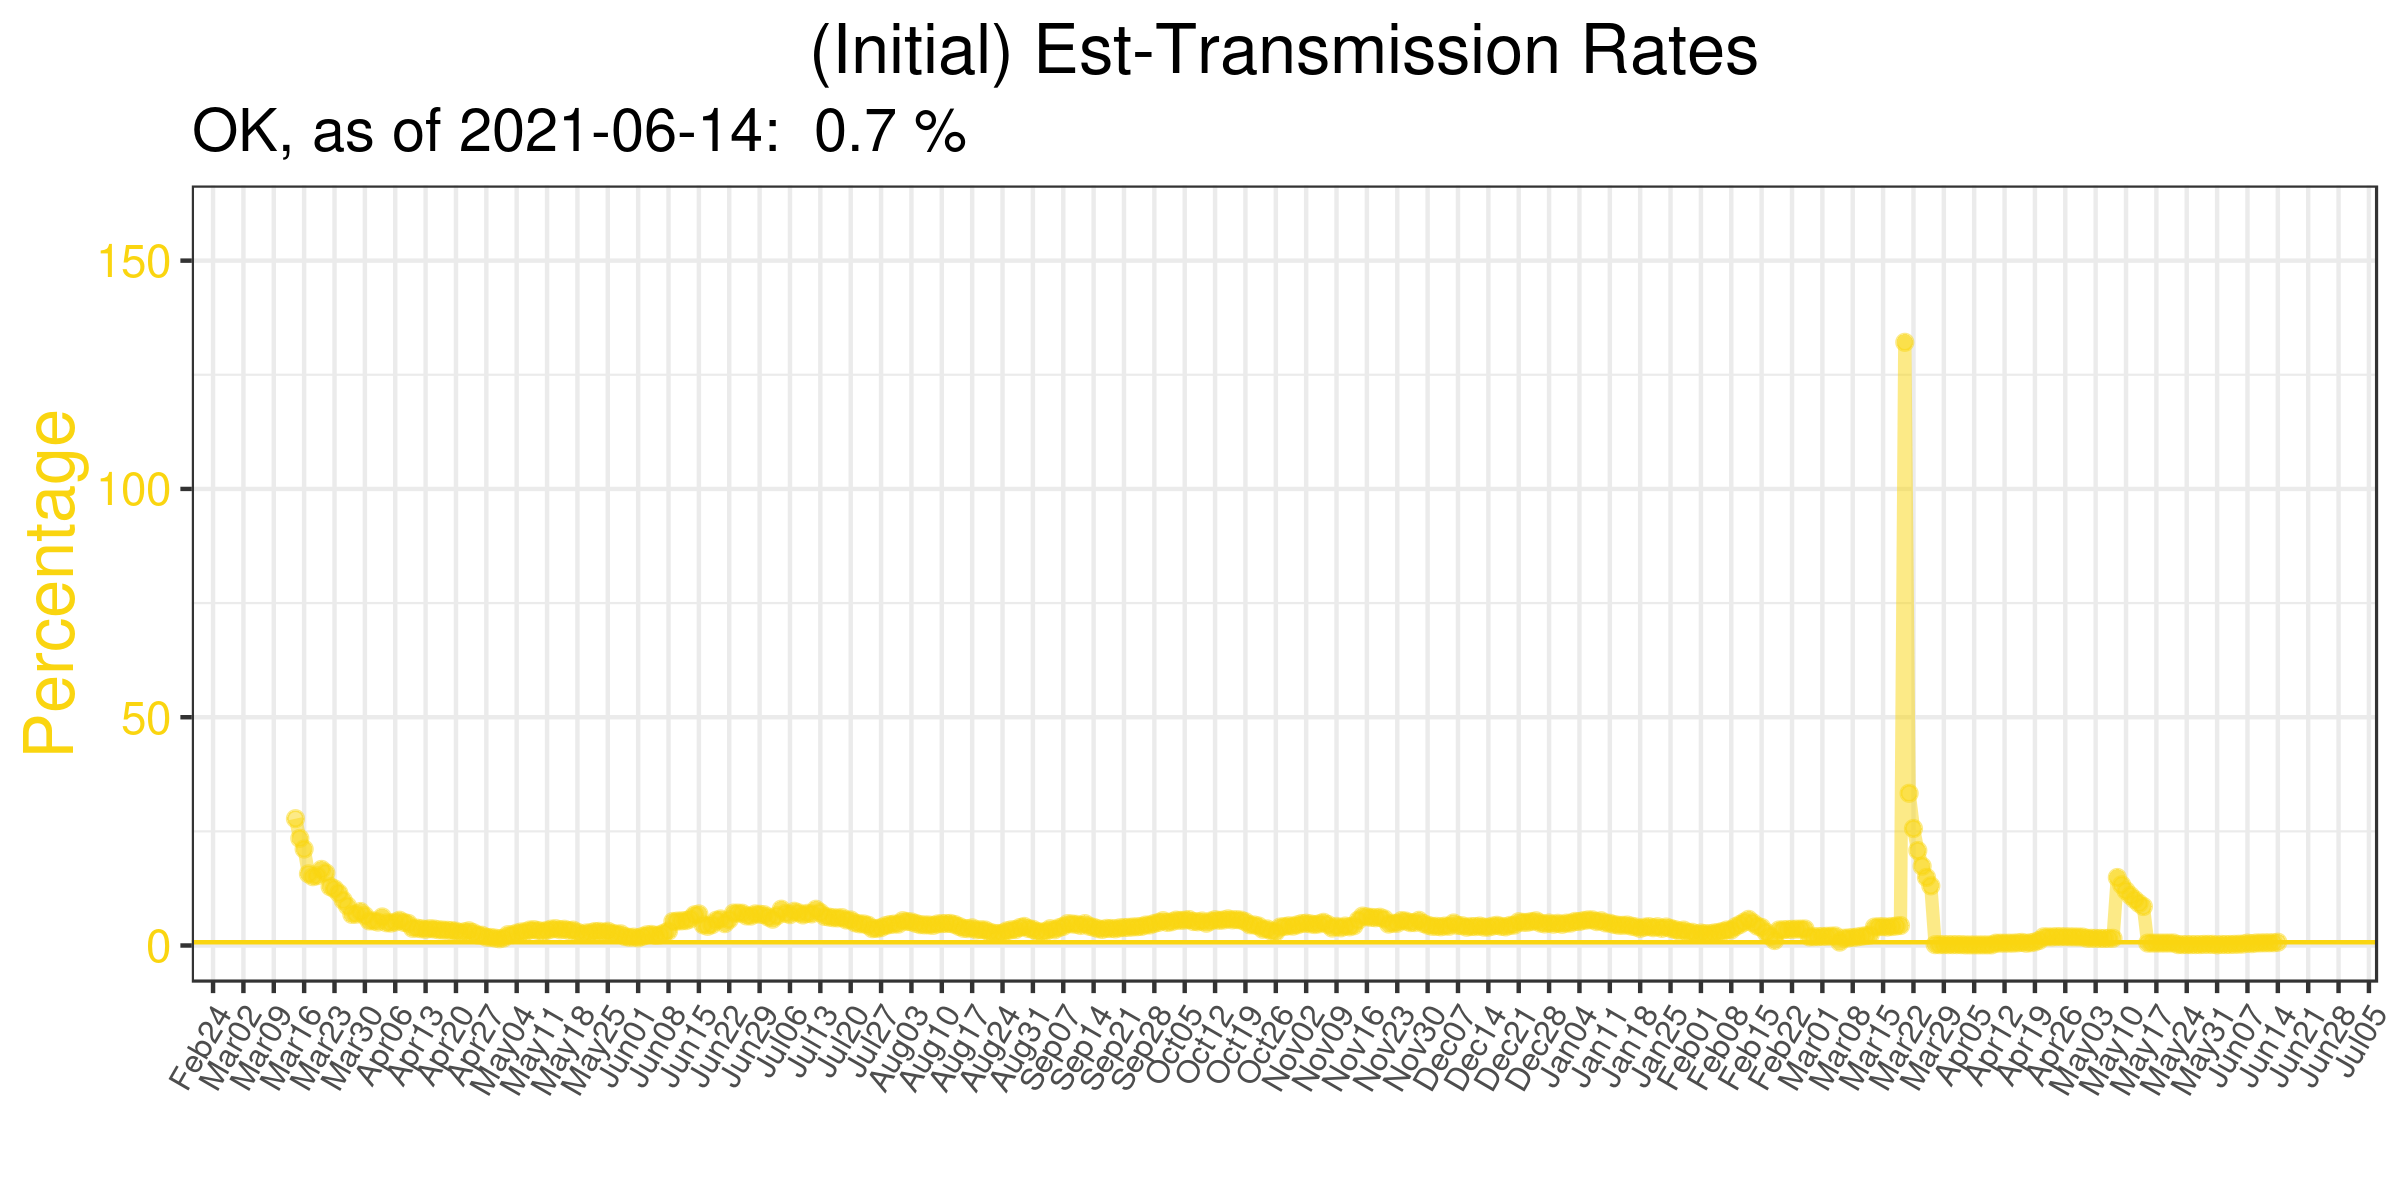 (Initial) Est-Transmission Rates
OK, as of 2021-06-14:  0.7 %
Percentage
150
100
50
0
Feb24
Mar02
Mar09
Mar16
Mar23
Mar30
Apr06
Apr13
Apr20
Apr27
May04
May11
May18
May25
Jun01
Jun08
Jun15
Jun22
Jun29
Jul06
Jul13
Jul20
Jul27
Aug03
Aug10
Aug17
Aug24
Aug31
Sep07
Sep14
Sep21
Sep28
Oct05
Oct12
Oct19
Oct26
Nov02
Nov09
Nov16
Nov23
Nov30
Dec07
Dec14
Dec21
Dec28
Jan04
Jan11
Jan18
Jan25
Feb01
Feb08
Feb15
Feb22
Mar01
Mar08
Mar15
Mar22
Mar29
Apr05
Apr12
Apr19
Apr26
May03
May10
May17
May24
May31
Jun07
Jun14
Jun21
Jun28
Jul05